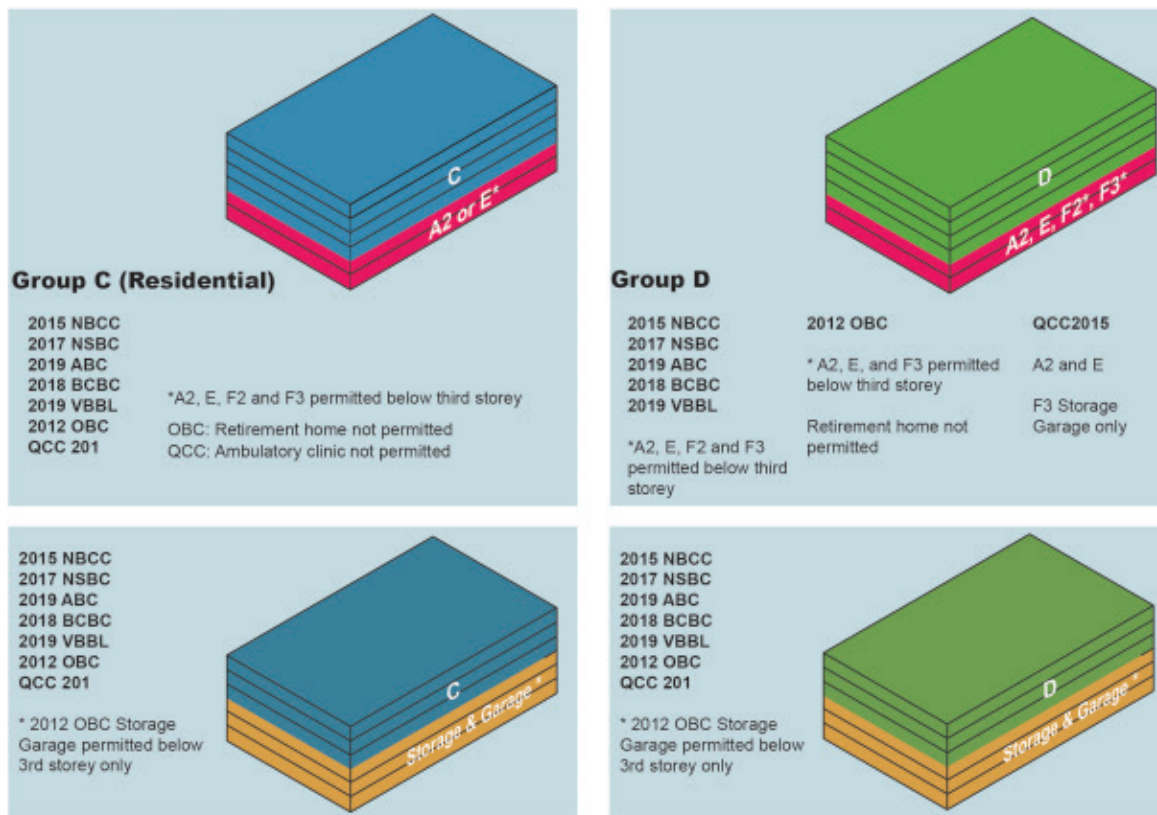 C
A2 or E*
Group C (Residential)
2015 NBCC
2017 NSBC
2019 ABC
2018 BCBC
2019 VBBL
2012 OBC
QCC 201
*A2, E, F2 and F3 permitted below third storey
OBC: Retirement home not permitted
QCC: Ambulatory clinic not permitted
D
A2, E, F2*, F3*
Group D
2015 NBCC
2017 NSBC
2019 ABC
2018 BCBC
2019 VBBL
*A2, E, F2 and F3
permitted below third
storey
2012 OBC
* A2, E, and F3 permitted
below third storey
Retirement home not
permitted
QCC2015
A2 and E
F3 Storage
Garage only
2015 NBCC
2017 NSBC
2019 ABC
2018 BCBC
2019 VBBL
2012 OBC
QCC 201
* 2012 OBC Storage
Garage permitted below
3rd storey only
C
Storage & Garage *
2015 NBCC
2017 NSBC
2019 ABC
2018 BCBC
2019 VBBL
2012 OBC
QCC 201
* 2012 OBC Storage
Garage permitted below
3rd storey only
D
Storage & Garage *